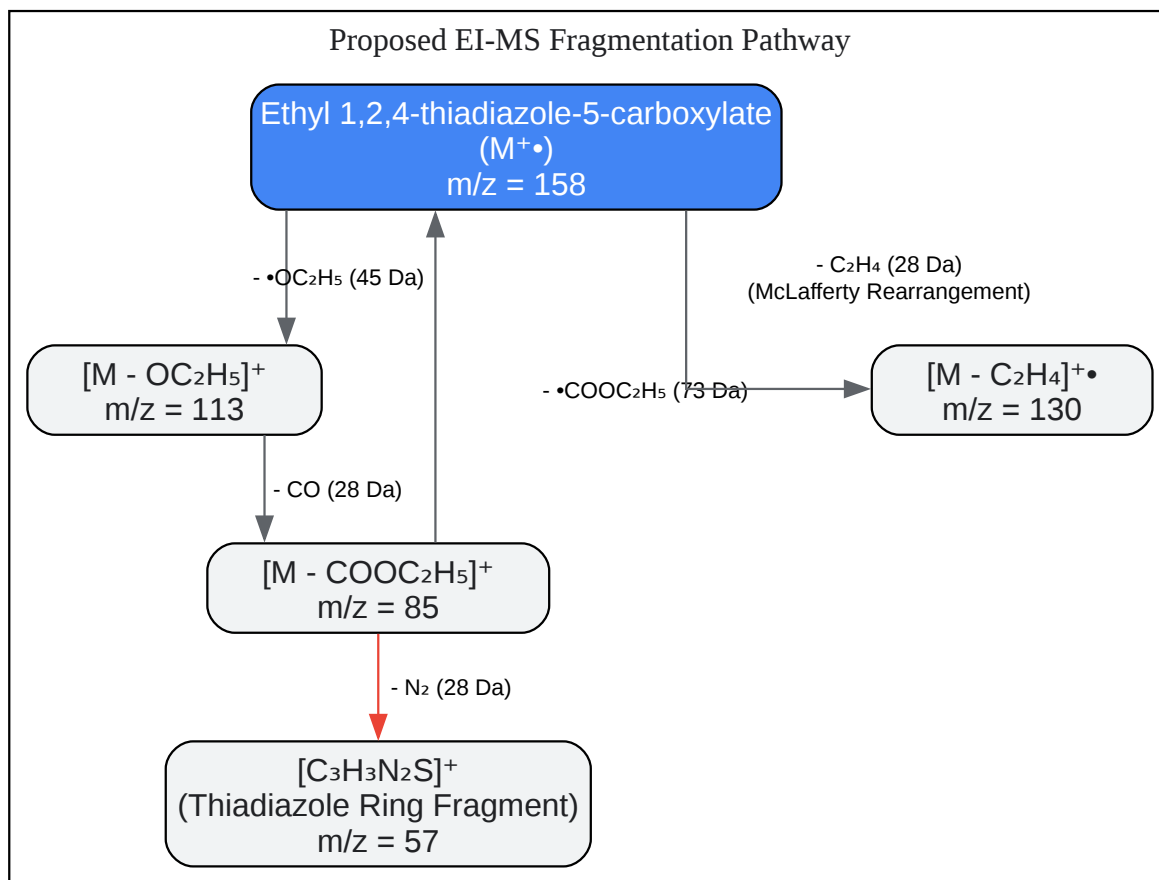 Proposed EI-MS Fragmentation Pathway
Ethyl 1,2,4-thiadiazole-5-carboxylate
(M⁺•)
m/z = 158
- •OC₂H₅ (45 Da)
- C₂H₄ (28 Da)
(McLafferty Rearrangement)
[M - OC₂H₅]⁺
m/z = 113
- •COOC₂H₅ (73 Da)
[M - C₂H₄]⁺•
m/z = 130
- CO (28 Da)
[M - COOC₂H₅]⁺
m/z = 85
- N₂ (28 Da)
[C₃H₃N₂S]⁺
(Thiadiazole Ring Fragment)
m/z = 57